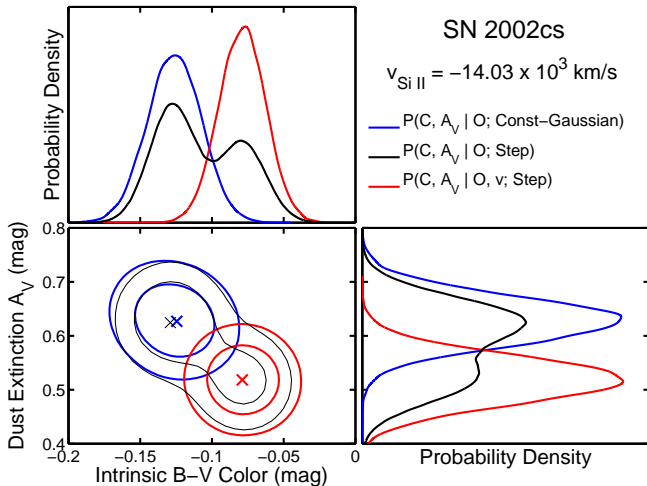 SN 2002cs
v_Si II = −14.03 x 10^3 km/s
P(C, A_V | O; Const−Gaussian)
P(C, A_V | O; Step)
P(C, A_V | O, v; Step)
Probability Density
Dust Extinction A_V (mag)
0.8
0.7
0.6
0.5
0.4
−0.2
−0.15
−0.1
−0.05
0
Intrinsic B−V Color (mag)
Probability Density